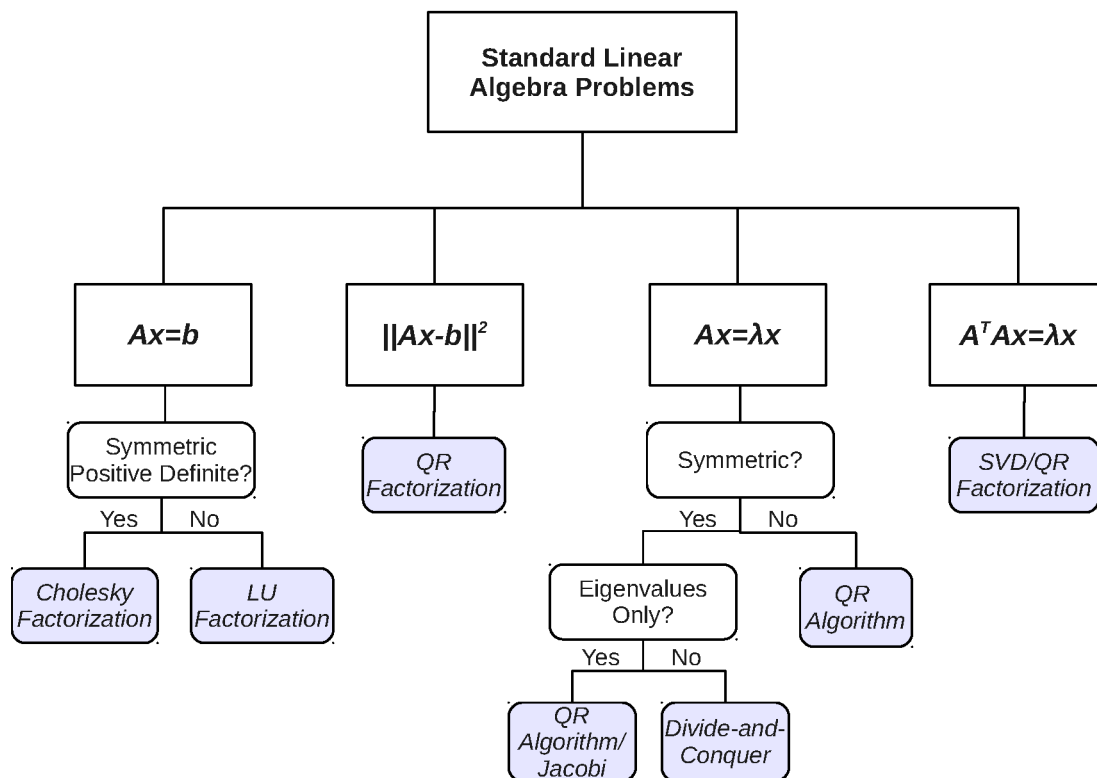 Standard Linear
Algebra Problems
Ax=b
||Ax-b||²
Ax=λx
AᵀAx=λx
Symmetric
Positive Definite?
QR
Factorization
Symmetric?
SVD/QR
Factorization
Yes
No
Yes
No
Cholesky
Factorization
LU
Factorization
Eigenvalues
Only?
QR
Algorithm
Yes
No
QR
Algorithm/
Jacobi
Divide-and-
Conquer